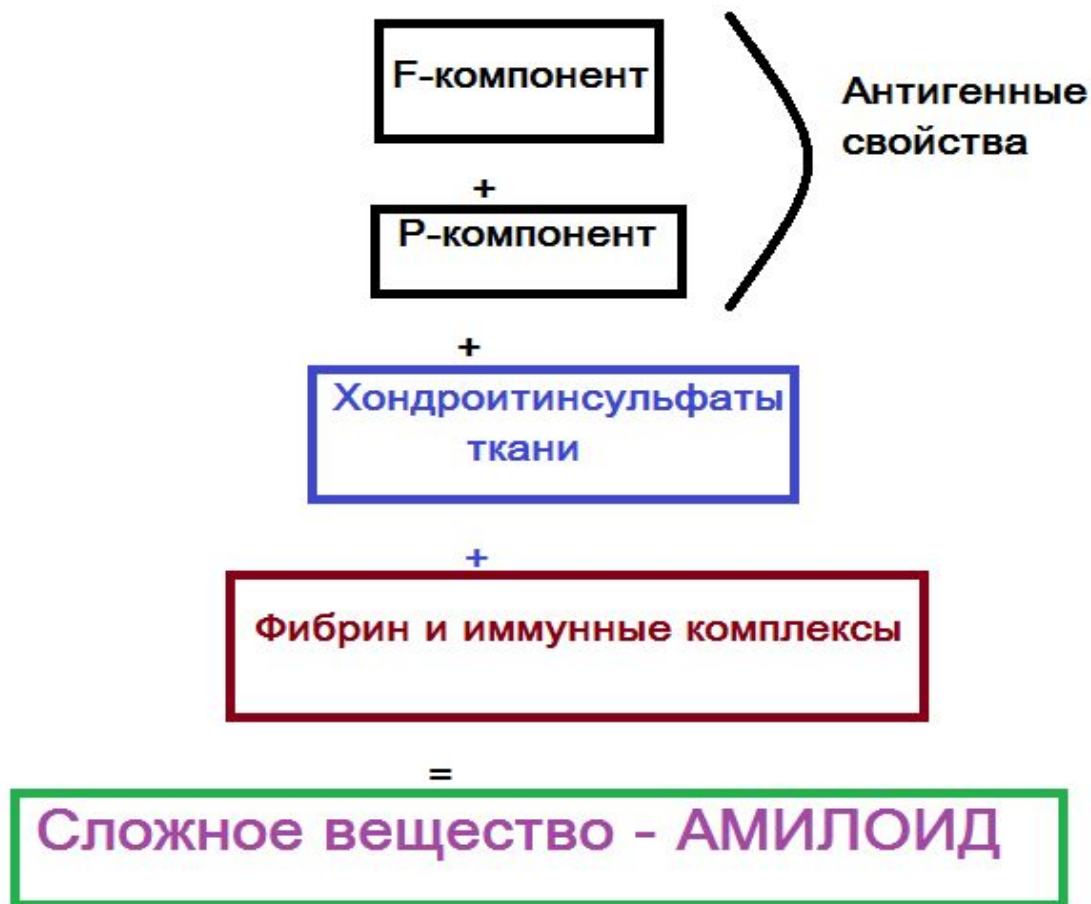 F-компонент
Антигенные
свойства
+
P-компонент
+
Хондроитинсульфаты
ткани
+
Фибрин и иммунные комплексы
=
Сложное вещество - АМИЛОИД